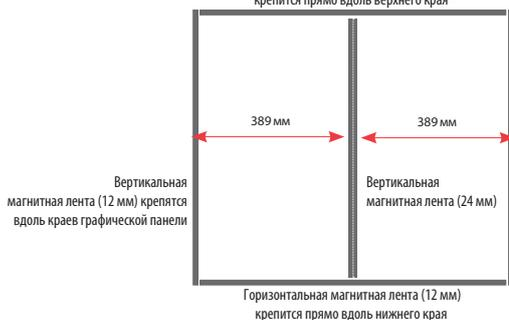 крепится прямо вдоль верхнего края
389 мм
389 мм
Вертикальная
магнитная лента (12 мм) крепятся
вдоль краев графической панели
Вертикальная
магнитная лента (24 мм)
Горизонтальная магнитная лента (12 мм)
крепится прямо вдоль нижнего края